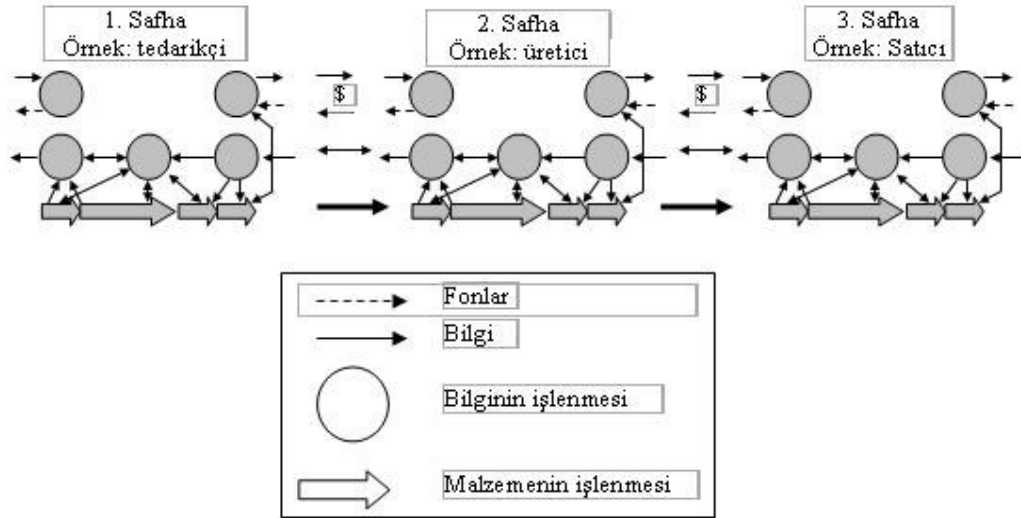 1. Safha
Örnek: tedarikçi
2. Safha
Örnek: üretici
3. Safha
Örnek: Satıcı
$
$
Fonlar
Bilgi
Bilginin işlenmesi
Malzemenin işlenmesi